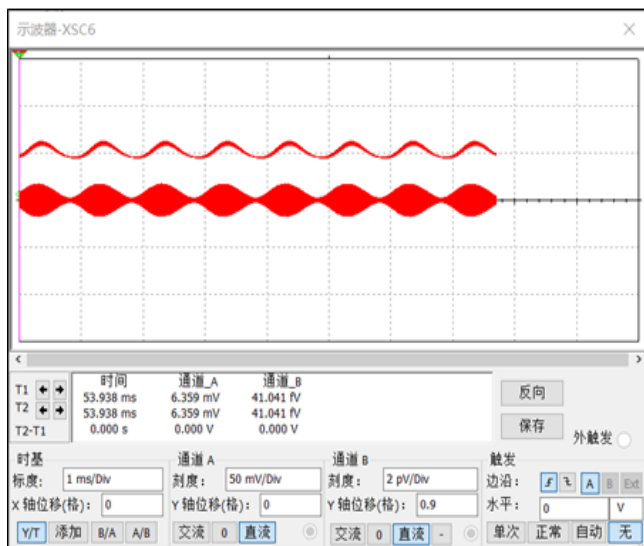 示波器-XSC6
时间 通道_A 通道_B
T1 53.938 ms 6.359 mV 41.041 fV
T2 53.938 ms 6.359 mV 41.041 fV
T2-T1 0.000 s 0.000 V 0.000 V
反向
保存
外触发
时基
标度: 1 ms/Div
X 轴位移(格): 0
Y/T 添加 B/A A/B
通道 A
刻度: 50 mV/Div
Y 轴位移(格): 0
交流 0 直流
通道 B
刻度: 2 pV/Div
Y 轴位移(格): 0.9
交流 0 直流 -
触发
边沿: A B Ext
水平: 0 V
单次 正常 自动 无